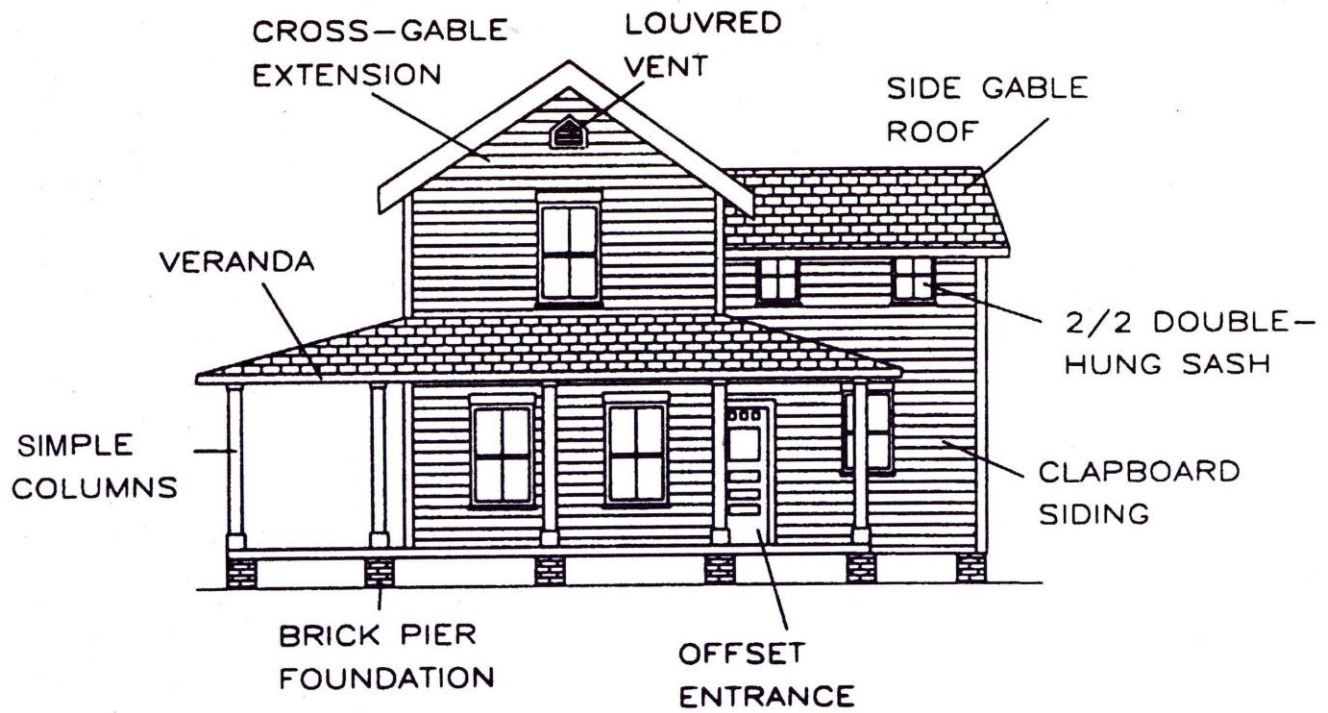 CROSS-GABLE
EXTENSION
LOUVRED
VENT
SIDE GABLE
ROOF
VERANDA
2/2 DOUBLE-
HUNG SASH
SIMPLE
COLUMNS
CLAPBOARD
SIDING
BRICK PIER
FOUNDATION
OFFSET
ENTRANCE